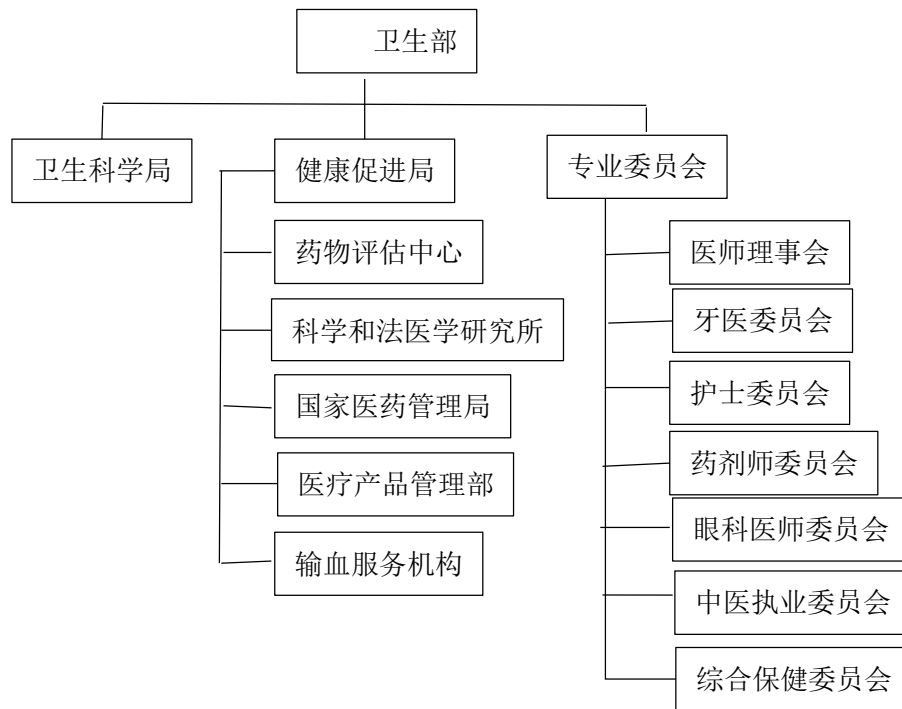 卫生部
卫生科学局
健康促进局
专业委员会
药物评估中心
科学和法医学研究所
国家医药管理局
医疗产品管理部
输血服务机构
医师理事会
牙医委员会
护士委员会
药剂师委员会
眼科医师委员会
中医执业委员会
综合保健委员会